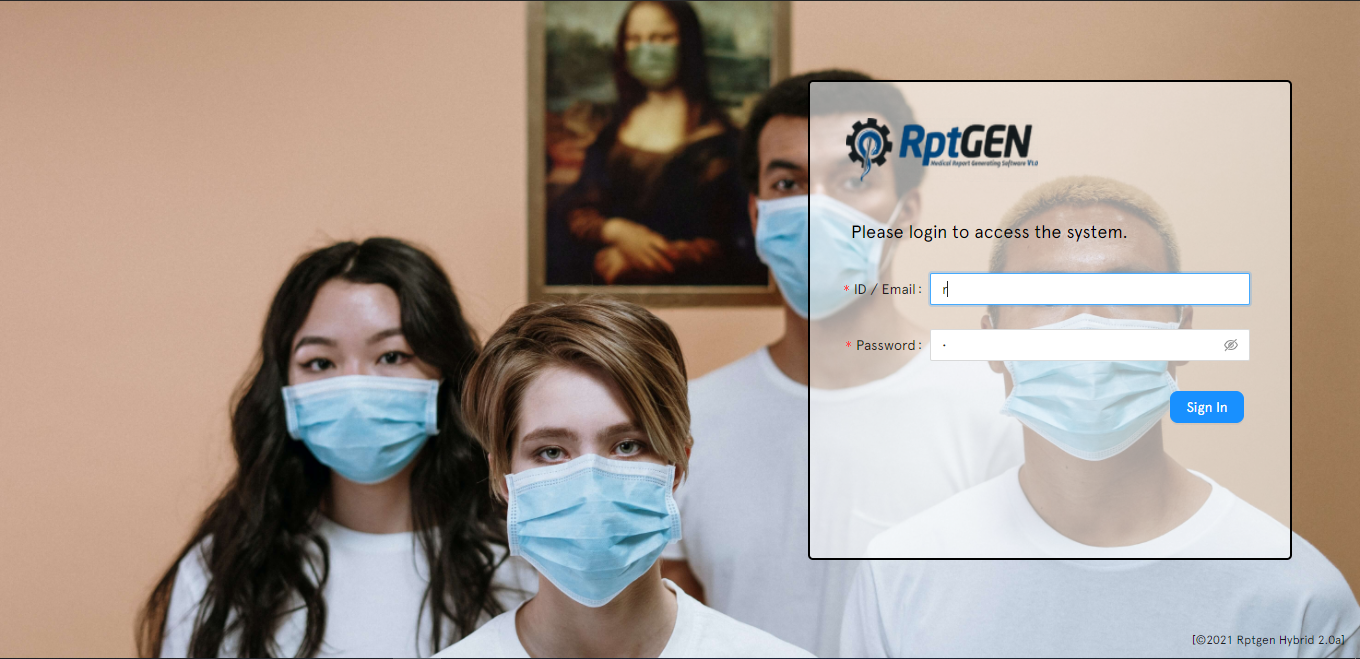 RptGEN
Medical Report Generating Software V1.0
Please login to access the system.
* ID / Email :
r
* Password :
Sign In
[©2021 Rptgen Hybrid 2.0a]